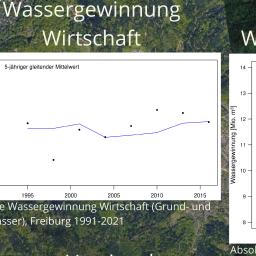 Wassergewinnung
Wirtschaft
W
5-jähriger gleitender Mittelwert
1995 2000 2005 2010 2015
e Wassergewinnung Wirtschaft (Grund- und
asser), Freiburg 1991-2021
14
13
12
11
10
9
8
Wassergewinnung [Mio. m³]
Absol